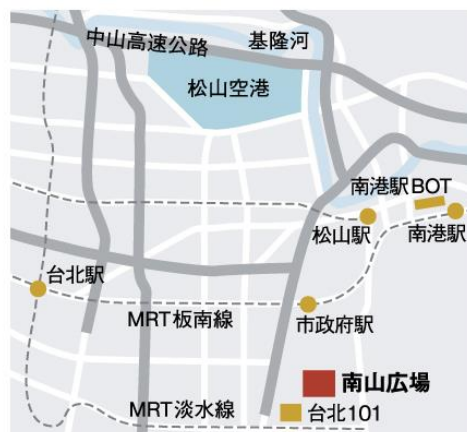 中山高速公路
基隆河
松山空港
南港駅BOT
松山駅
南港駅
台北駅
MRT板南線
市政府駅
南山広場
MRT淡水線
台北101